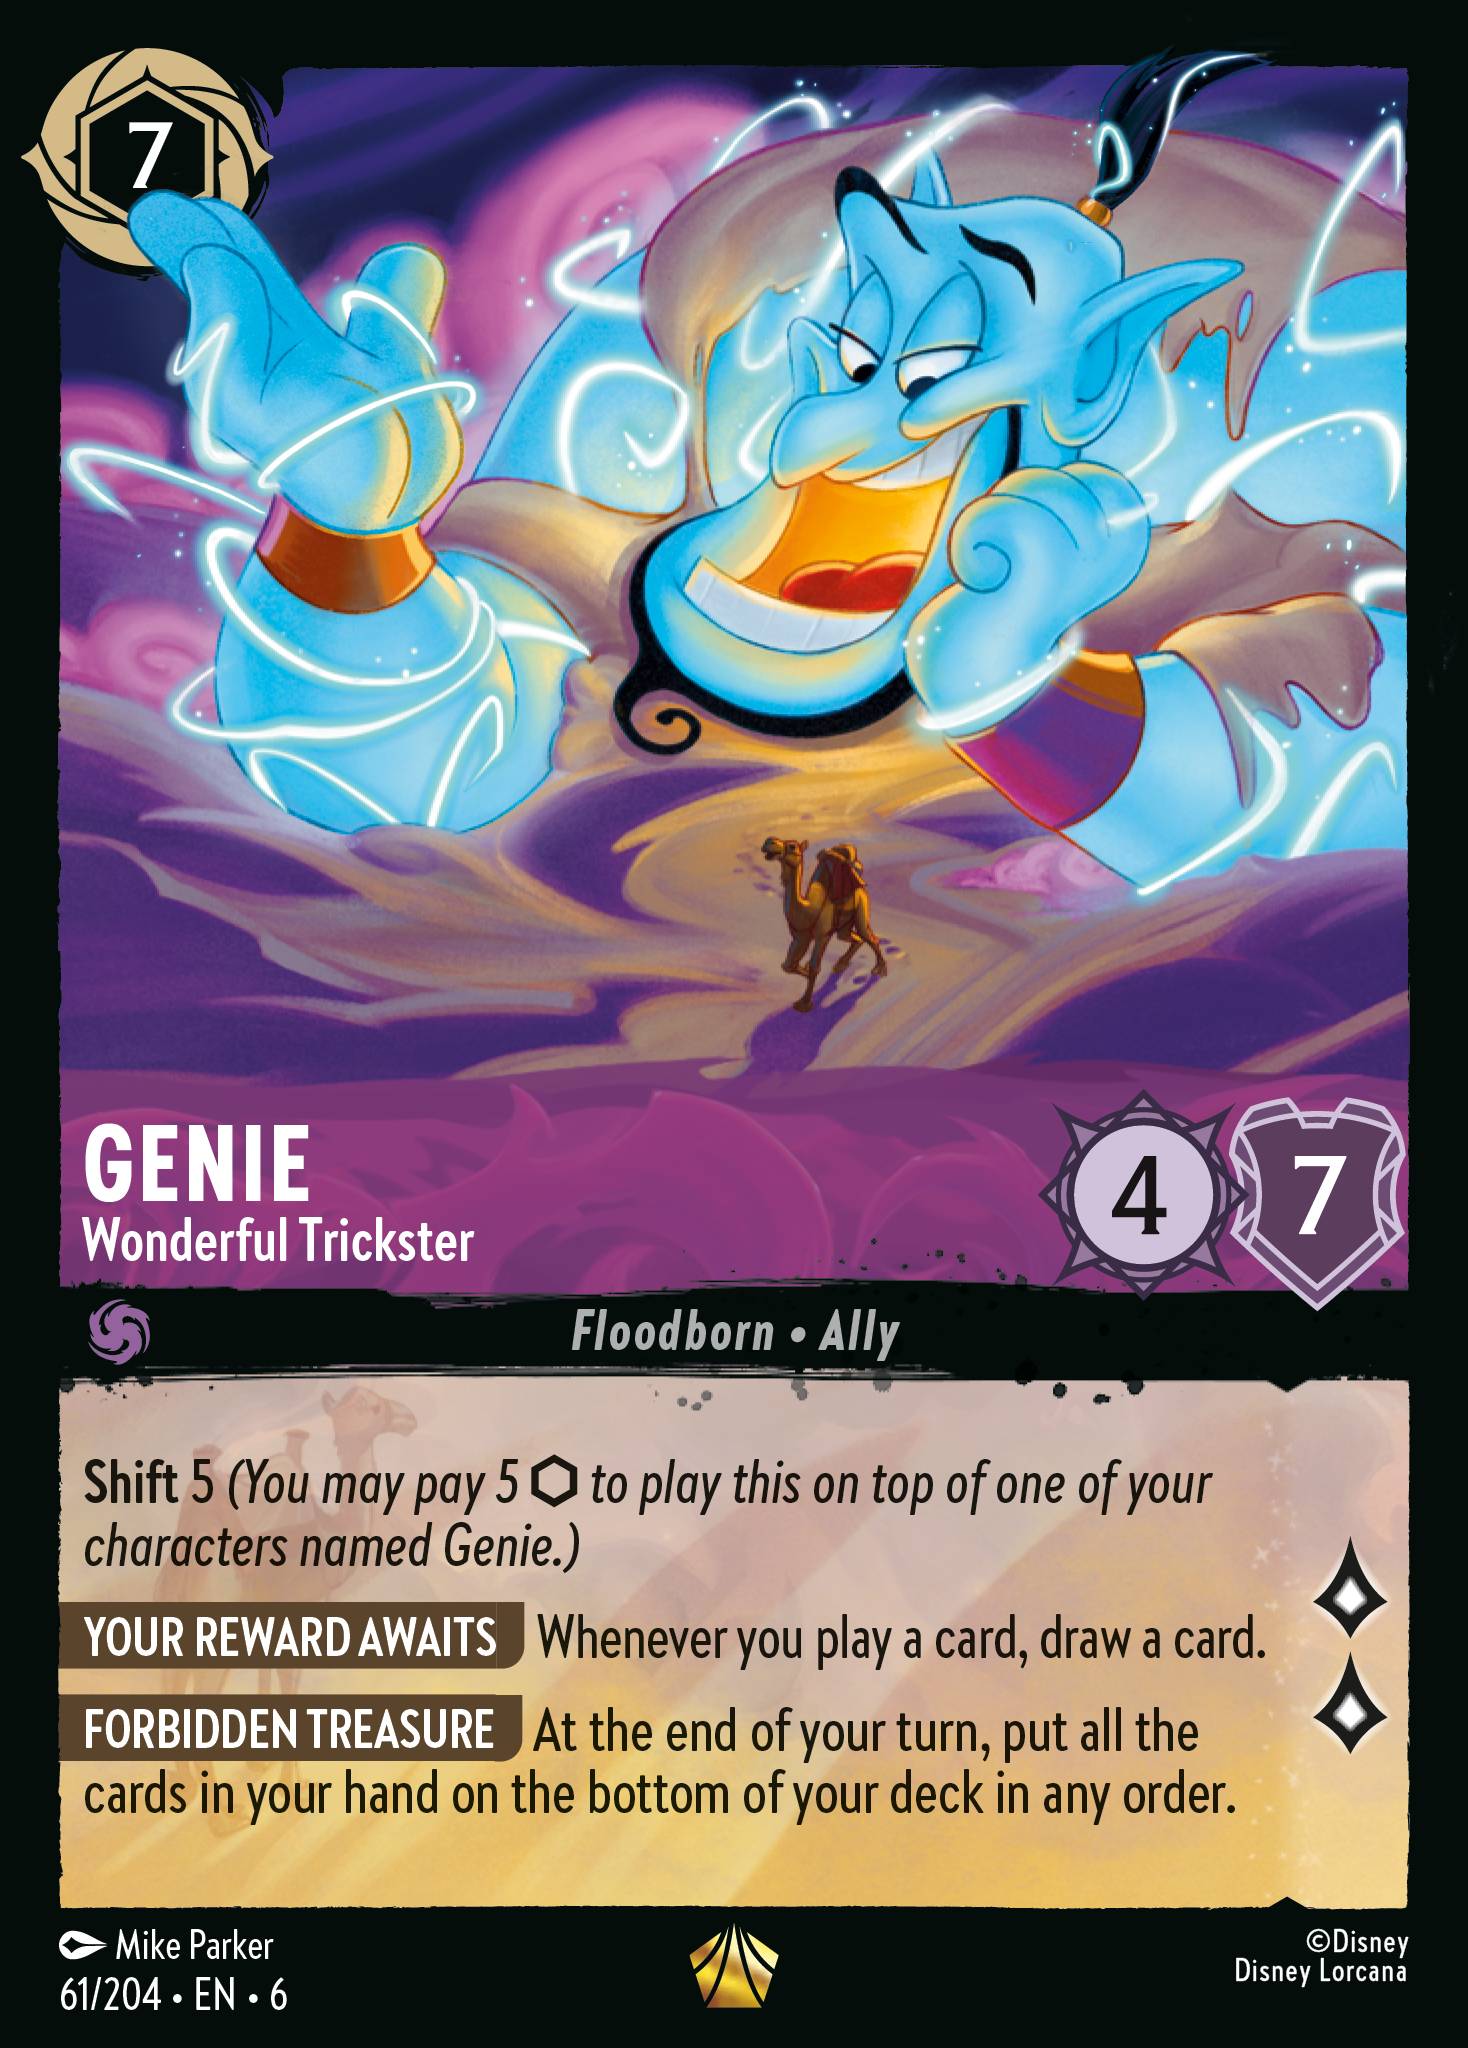 7
GENIE
Wonderful Trickster
4
7
Floodborn • Ally
Shift 5 (You may pay 5 ⬡ to play this on top of one of your
characters named Genie.)
YOUR REWARD AWAITS Whenever you play a card, draw a card.
FORBIDDEN TREASURE At the end of your turn, put all the
cards in your hand on the bottom of your deck in any order.
Mike Parker
61/204 • EN • 6
©Disney
Disney Lorcana